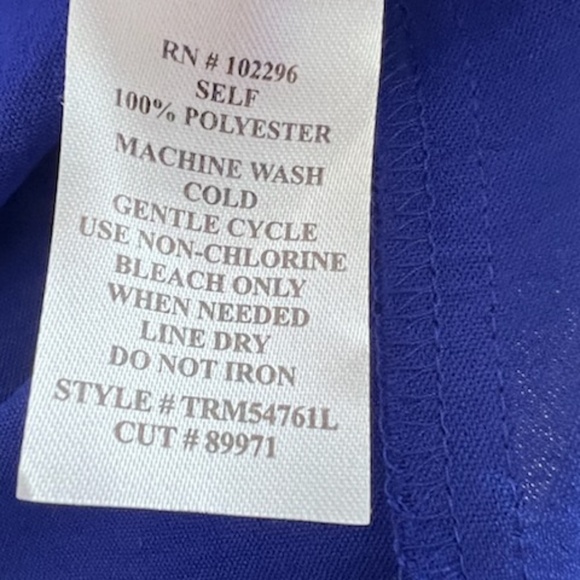 RN # 102296
SELF
100% POLYESTER
MACHINE WASH
COLD
GENTLE CYCLE
USE NON-CHLORINE
BLEACH ONLY
WHEN NEEDED
LINE DRY
DO NOT IRON
STYLE # TRM54761L
CUT # 89971